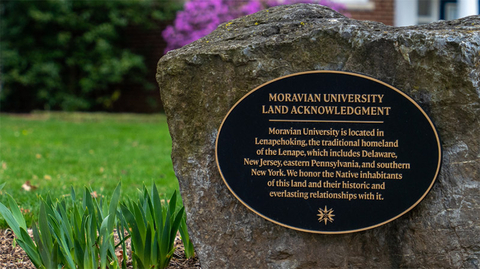 MORAVIAN UNIVERSITY
LAND ACKNOWLEDGMENT
Moravian University is located in
Lenapehoking, the traditional homeland
of the Lenape, which includes Delaware,
New Jersey, eastern Pennsylvania, and southern
New York. We honor the Native inhabitants
of this land and their historic and
everlasting relationships with it.